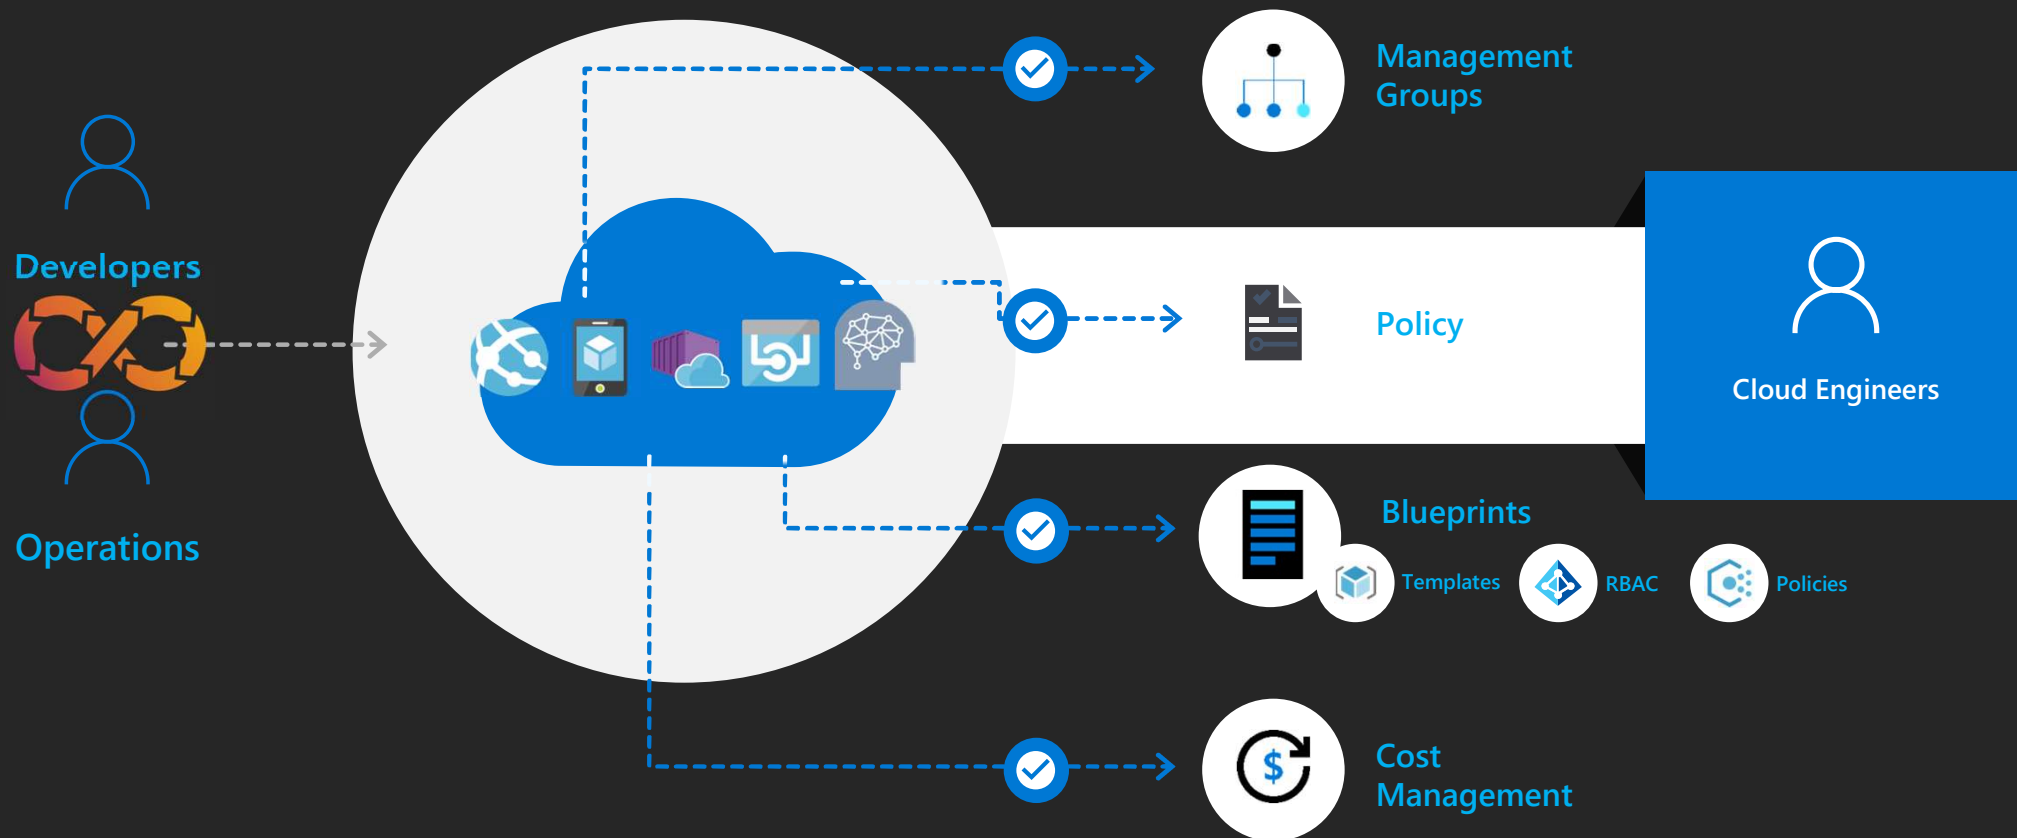 Developers
Operations
Management
Groups
Policy
Cloud Engineers
Blueprints
Templates
RBAC
Policies
$
Cost
Management